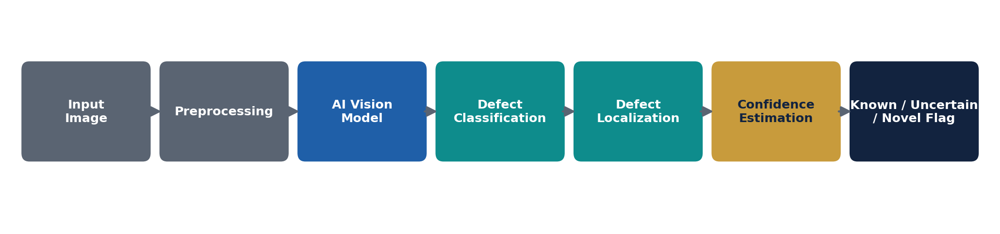 Input
Image
Preprocessing
AI Vision
Model
Defect
Classification
Defect
Localization
Confidence
Estimation
Known / Uncertain
/ Novel Flag